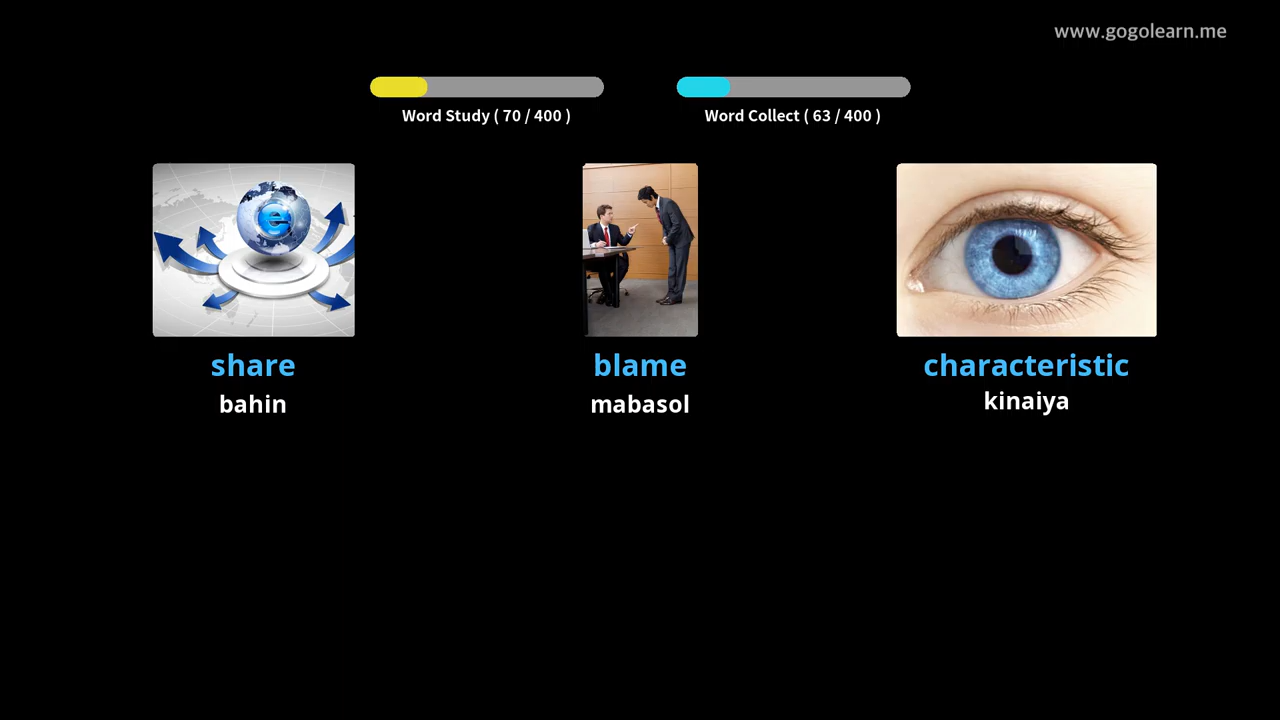 www.gogolearn.me
Word Study ( 70 / 400 )
Word Collect ( 63 / 400 )
e
share
blame
characteristic
bahin
mabasol
kinaiya